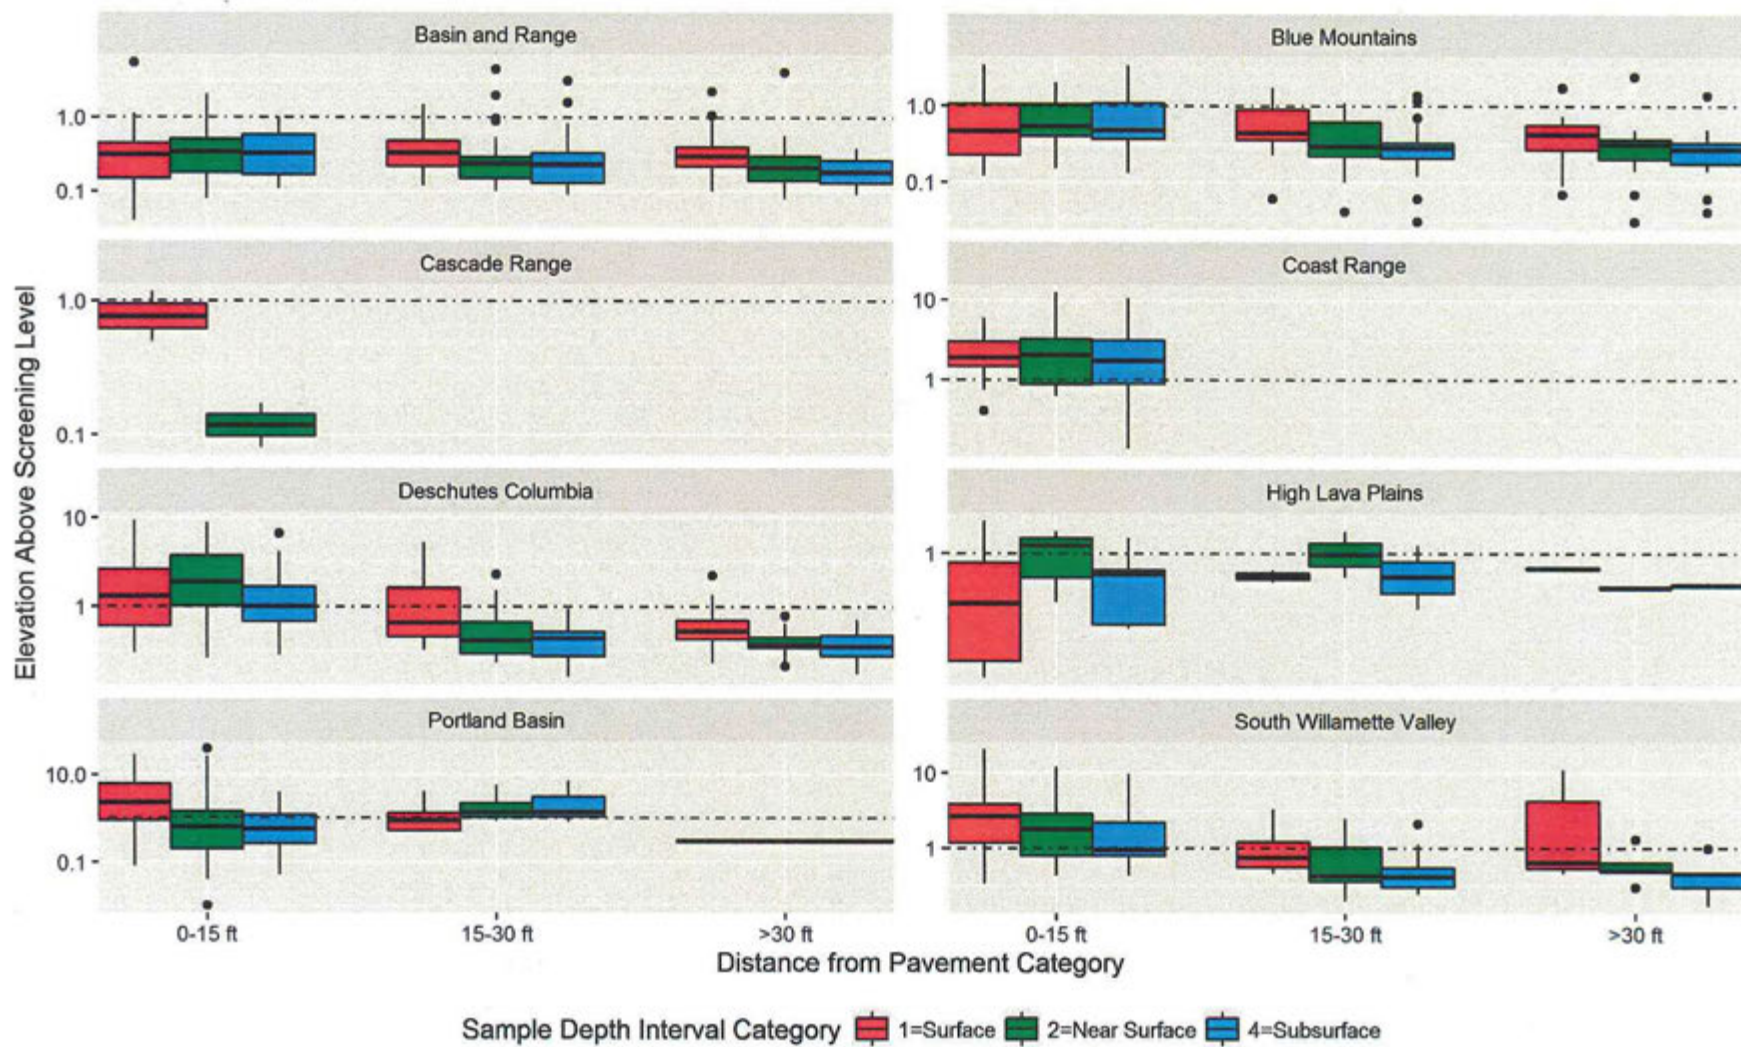 Basin and Range
1.0
0.1
Blue Mountains
1.0
0.1
Cascade Range
1.0
0.1
Coast Range
10
1
Deschutes Columbia
10
1
High Lava Plains
1
Portland Basin
10.0
0.1
South Willamette Valley
10
1
Elevation Above Screening Level
0-15 ft
15-30 ft
>30 ft
0-15 ft
15-30 ft
>30 ft
Distance from Pavement Category
Sample Depth Interval Category 1=Surface 2=Near Surface 4=Subsurface